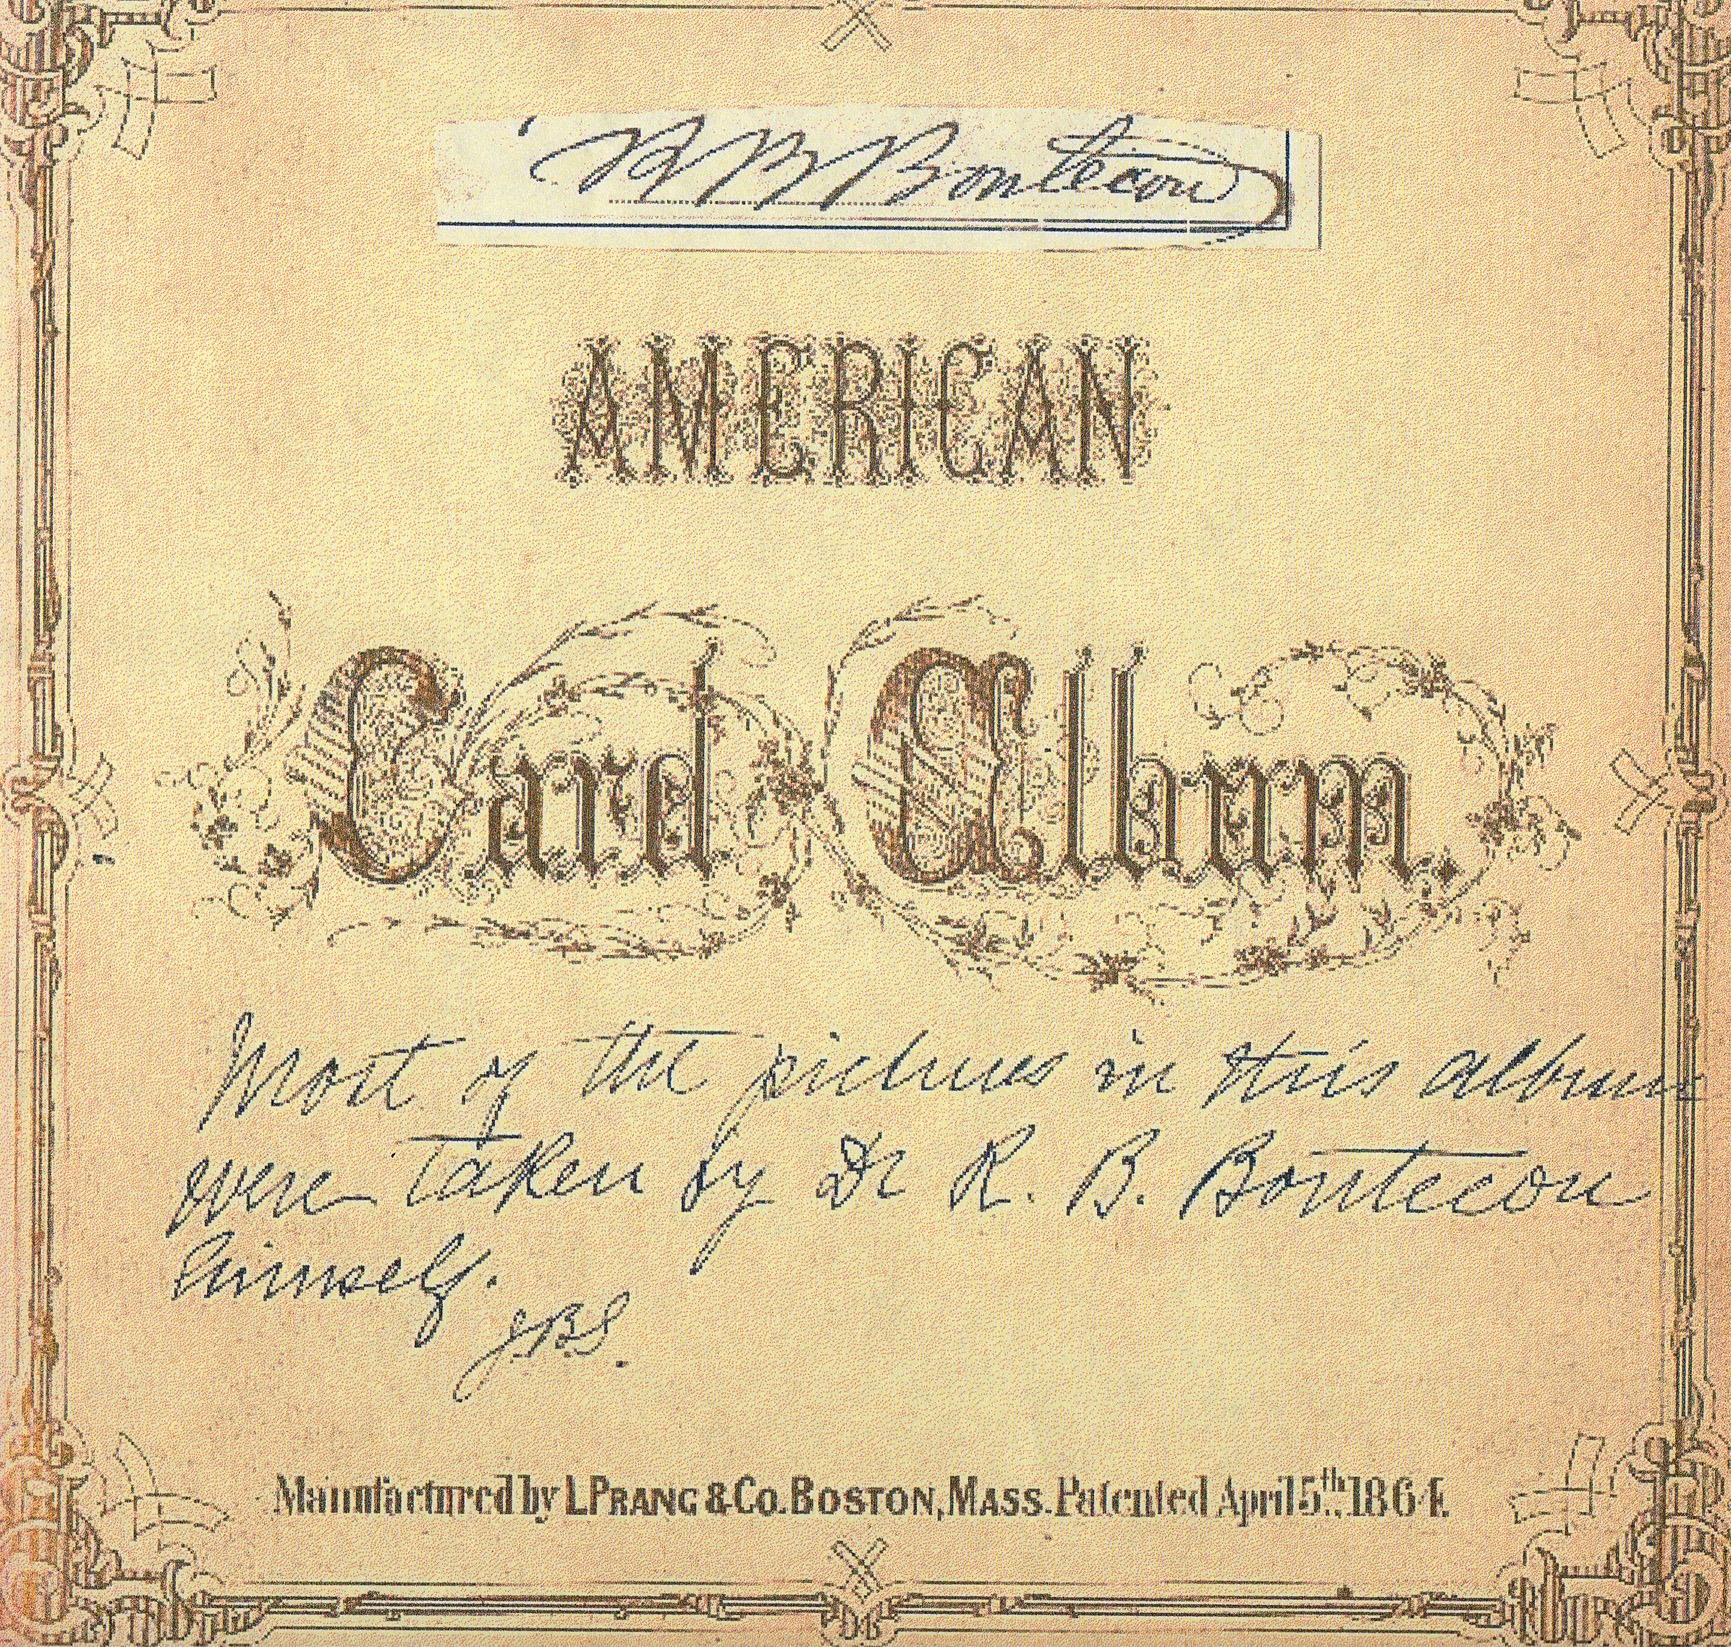 R B Bontecou
AMERICAN
Card Album.
Most of the pictures in this album
were taken by Dr R. B. Bontecou
himself.
J.B.S.
Manufactured by L. PRANG & CO. BOSTON, MASS. Patented April 5th, 1864.